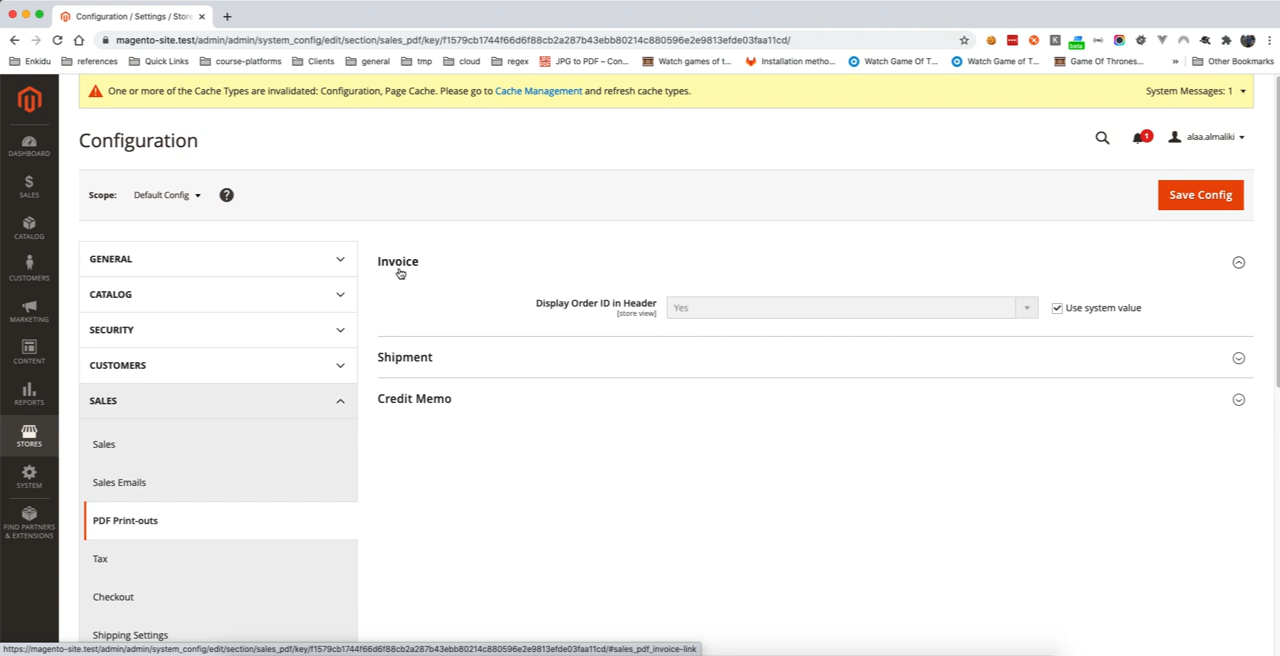 Configuration / Settings / Store
magento-site.test/admin/admin/system_config/edit/section/sales_pdf/key/f1579cb1744f66d6f38cb2a287b43ebb80214c880596e2e9813efde03faa11cd/
Enkidu references Quick Links course-platforms Clients general tmp cloud regex JPG to PDF – Con... Watch games of t... Installation metho... Watch Game Of T... Watch Game of T... Game Of Thrones... » Other Bookmarks
beta
One or more of the Cache Types are invalidated: Configuration, Page Cache. Please go to Cache Management and refresh cache types.
System Messages: 1
Configuration
1
alaa.almaliki
Scope: Default Config ?
Save Config
DASHBOARD
SALES
CATALOG
CUSTOMERS
MARKETING
CONTENT
REPORTS
STORES
SYSTEM
FIND PARTNERS
& EXTENSIONS
GENERAL
CATALOG
SECURITY
CUSTOMERS
SALES
Sales
Sales Emails
PDF Print-outs
Tax
Checkout
Shipping Settings
Invoice
Display Order ID in Header
[store view]
Yes
Use system value
Shipment
Credit Memo
https://magento-site.test/admin/admin/system_config/edit/section/sales_pdf/key/f1579cb1744f66d6f38cb2a287b43ebb80214c880596e2e9813efde03faa11cd/#sales_pdf_invoice-link